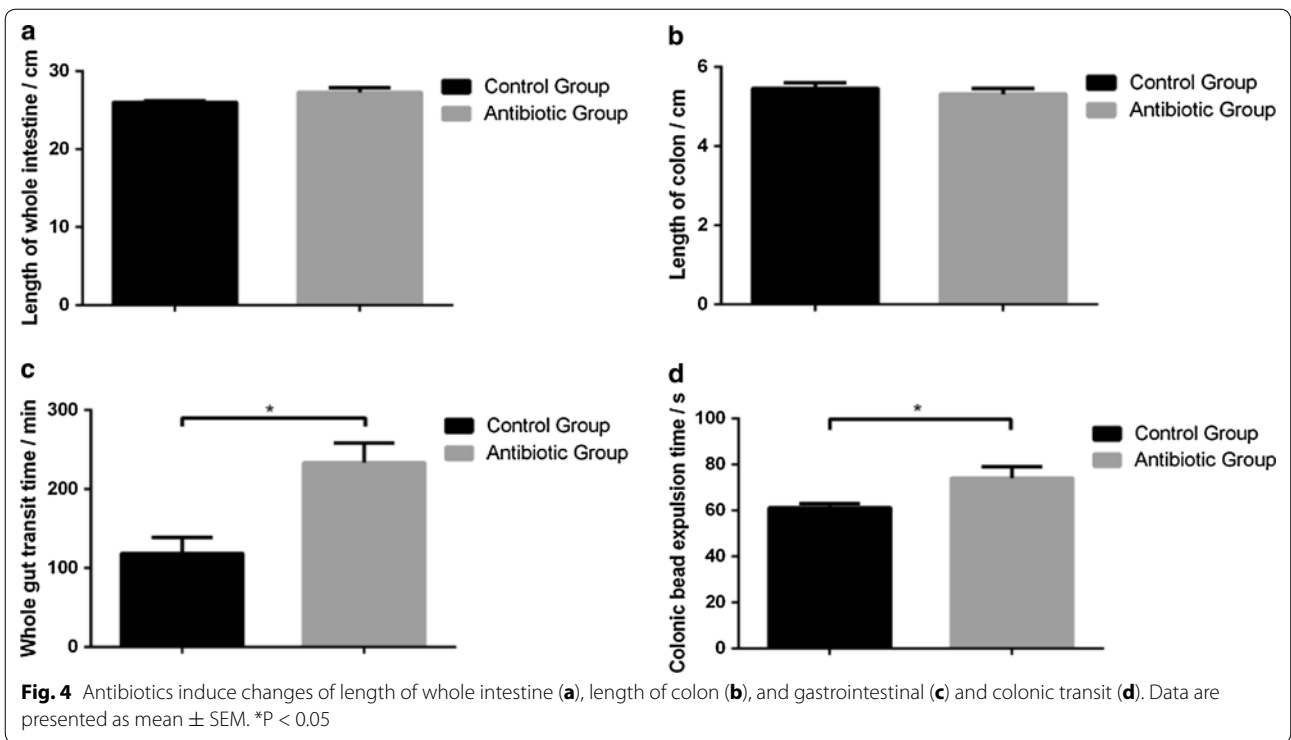 a
Length of whole intestine / cm
30
20
10
0
Control Group
Antibiotic Group
b
Length of colon / cm
6
4
2
0
Control Group
Antibiotic Group
c
Whole gut transit time / min
300
200
100
0
*
Control Group
Antibiotic Group
d
Colonic bead expulsion time / s
100
80
60
40
20
0
*
Control Group
Antibiotic Group
Fig. 4 Antibiotics induce changes of length of whole intestine (a), length of colon (b), and gastrointestinal (c) and colonic transit (d). Data are
presented as mean ± SEM. *P < 0.05